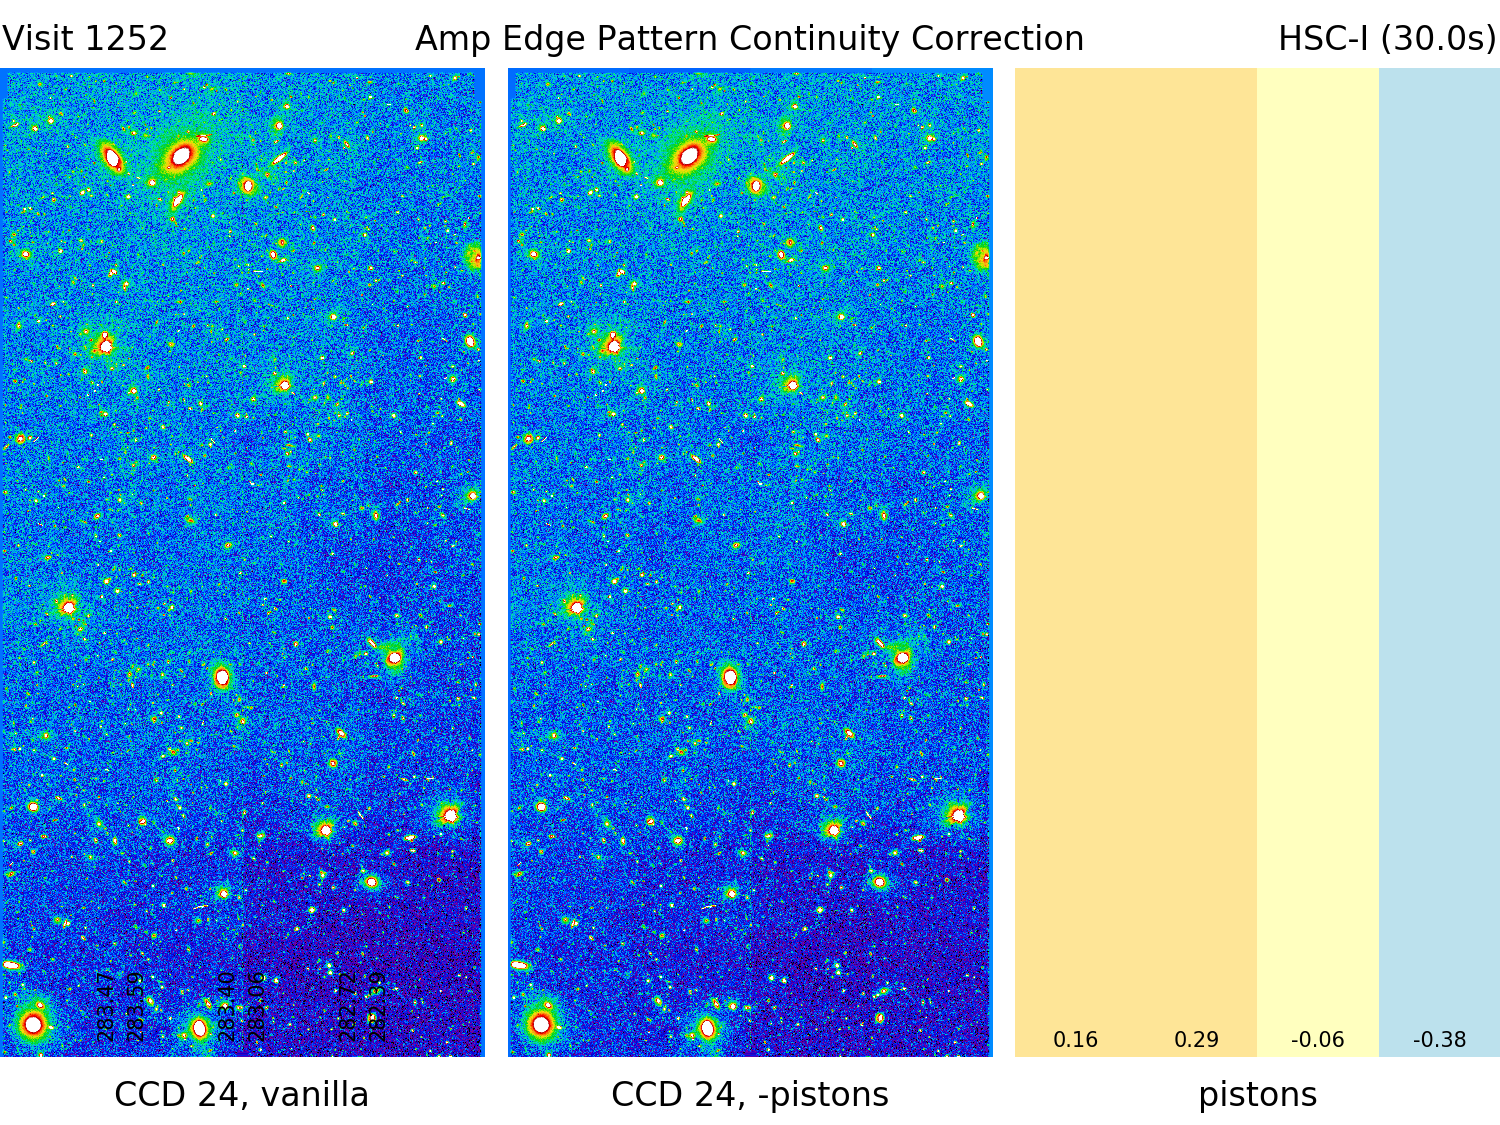 Visit 1252 Amp Edge Pattern Continuity Correction HSC-I (30.0s)
283.47 283.59 283.40 283.06 282.72 282.39
0.16 0.29 -0.06 -0.38
CCD 24, vanilla CCD 24, -pistons pistons